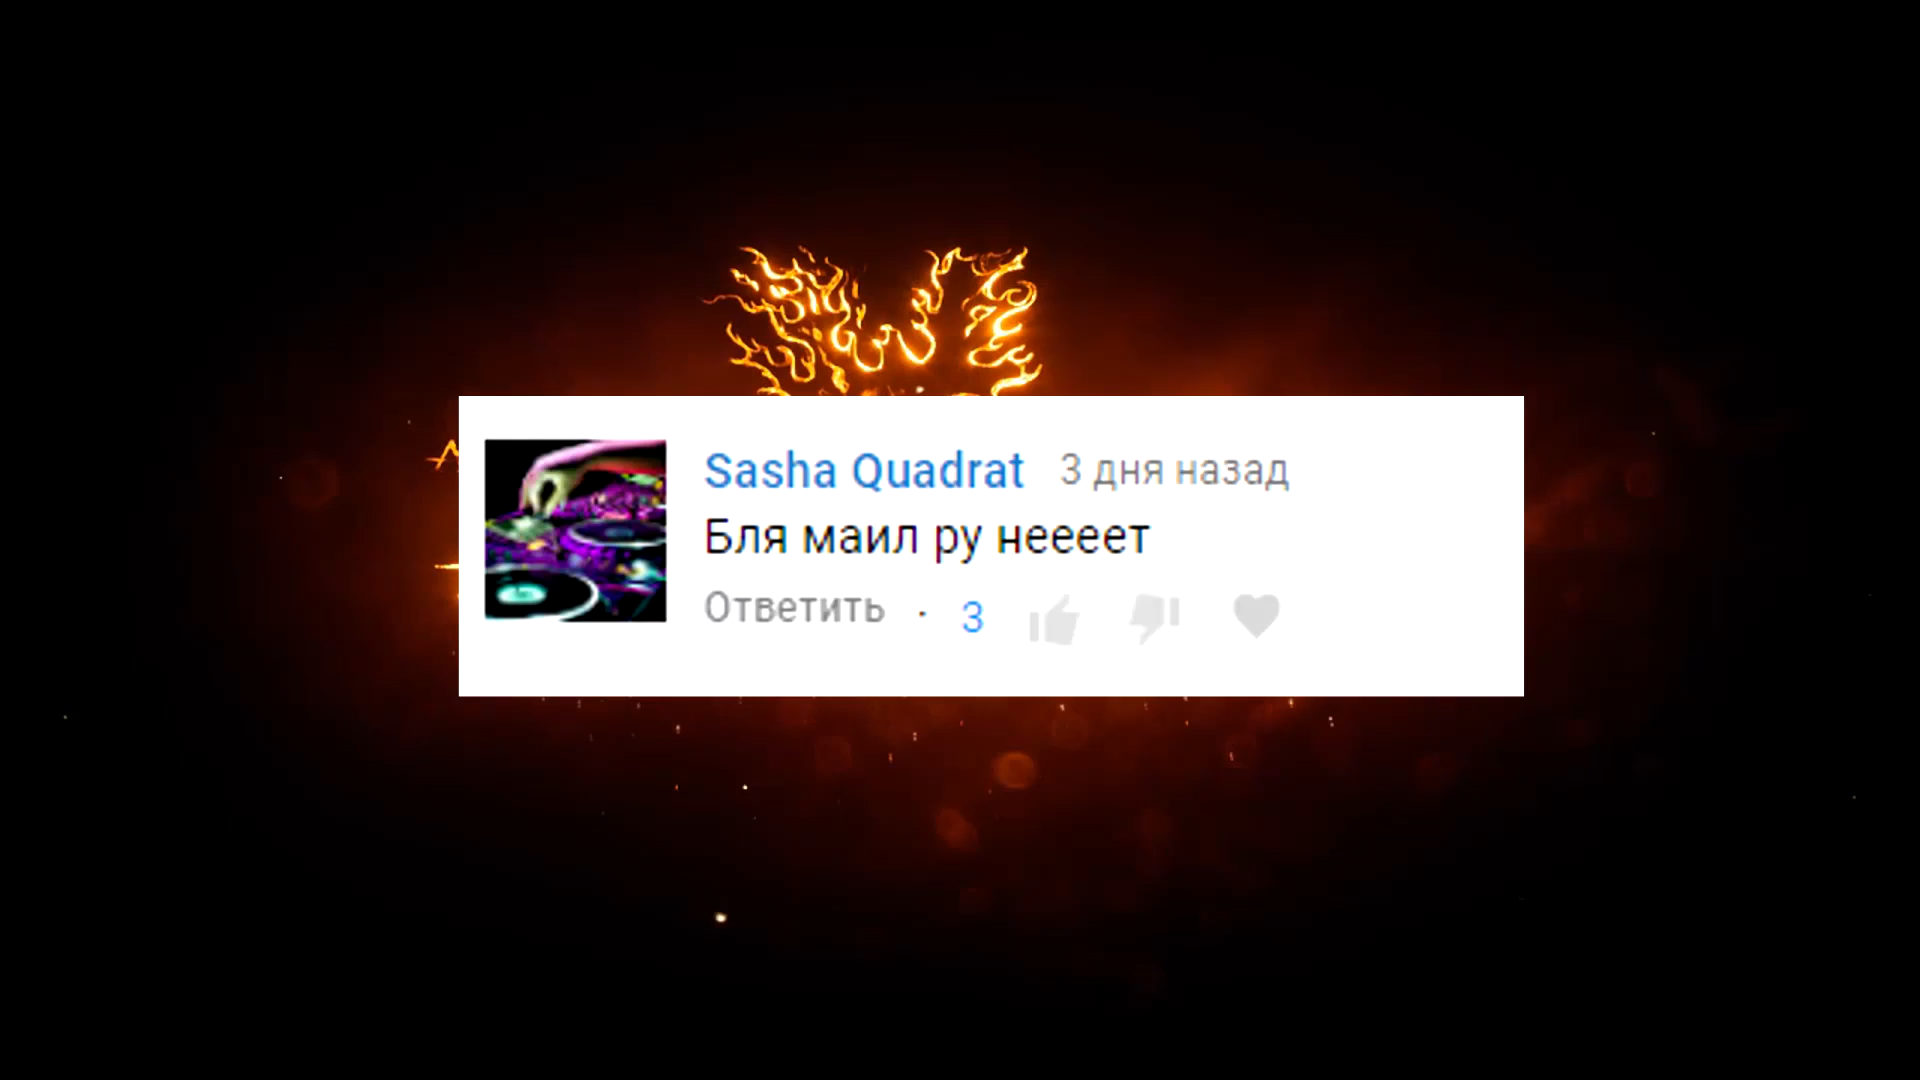 Sasha Quadrat 3 дня назад
Бля маил ру неееет
Ответить · 3